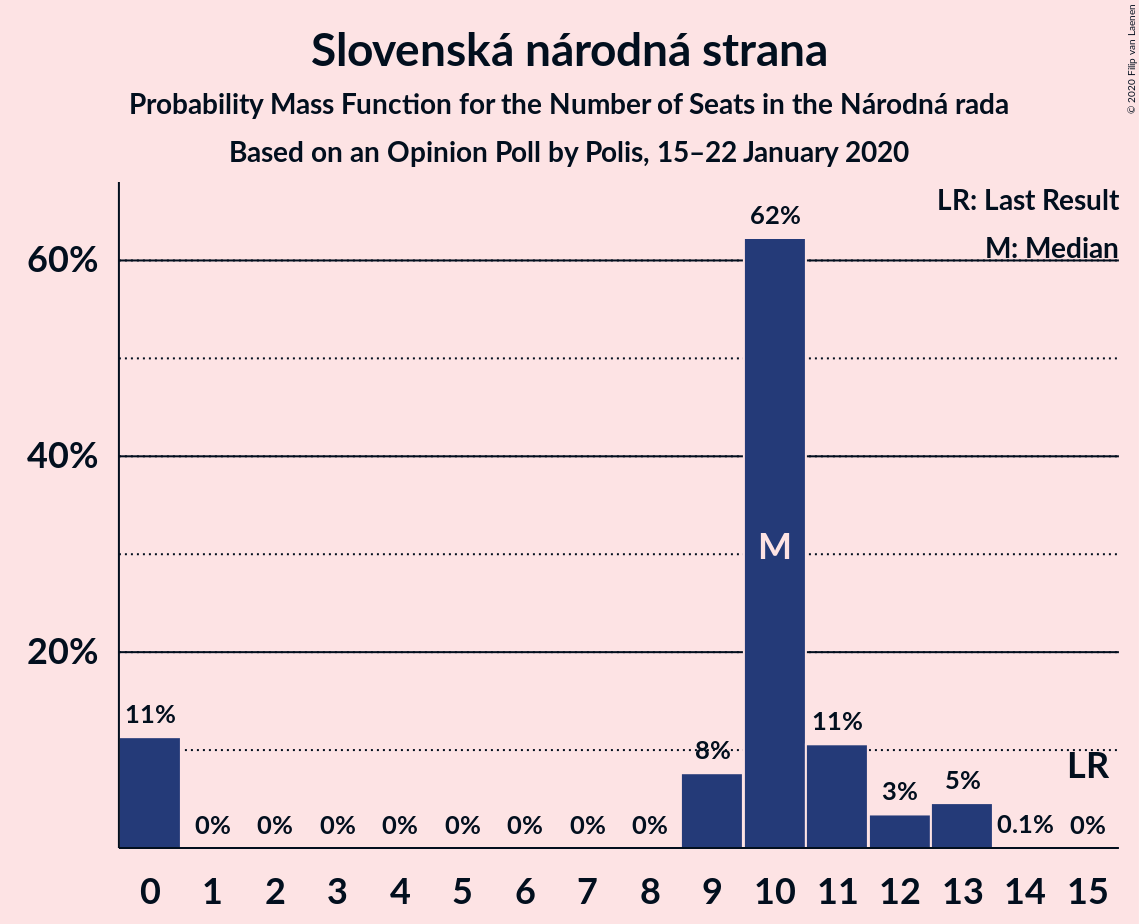 Slovenská národná strana
Probability Mass Function for the Number of Seats in the Národná rada
Based on an Opinion Poll by Polis, 15–22 January 2020
© 2020 Filip van Laenen
LR: Last Result
M: Median
60%
40%
20%
11%
0%
0%
0%
0%
0%
0%
0%
0%
8%
62%
11%
3%
5%
0.1%
0%
M
LR
0 1 2 3 4 5 6 7 8 9 10 11 12 13 14 15